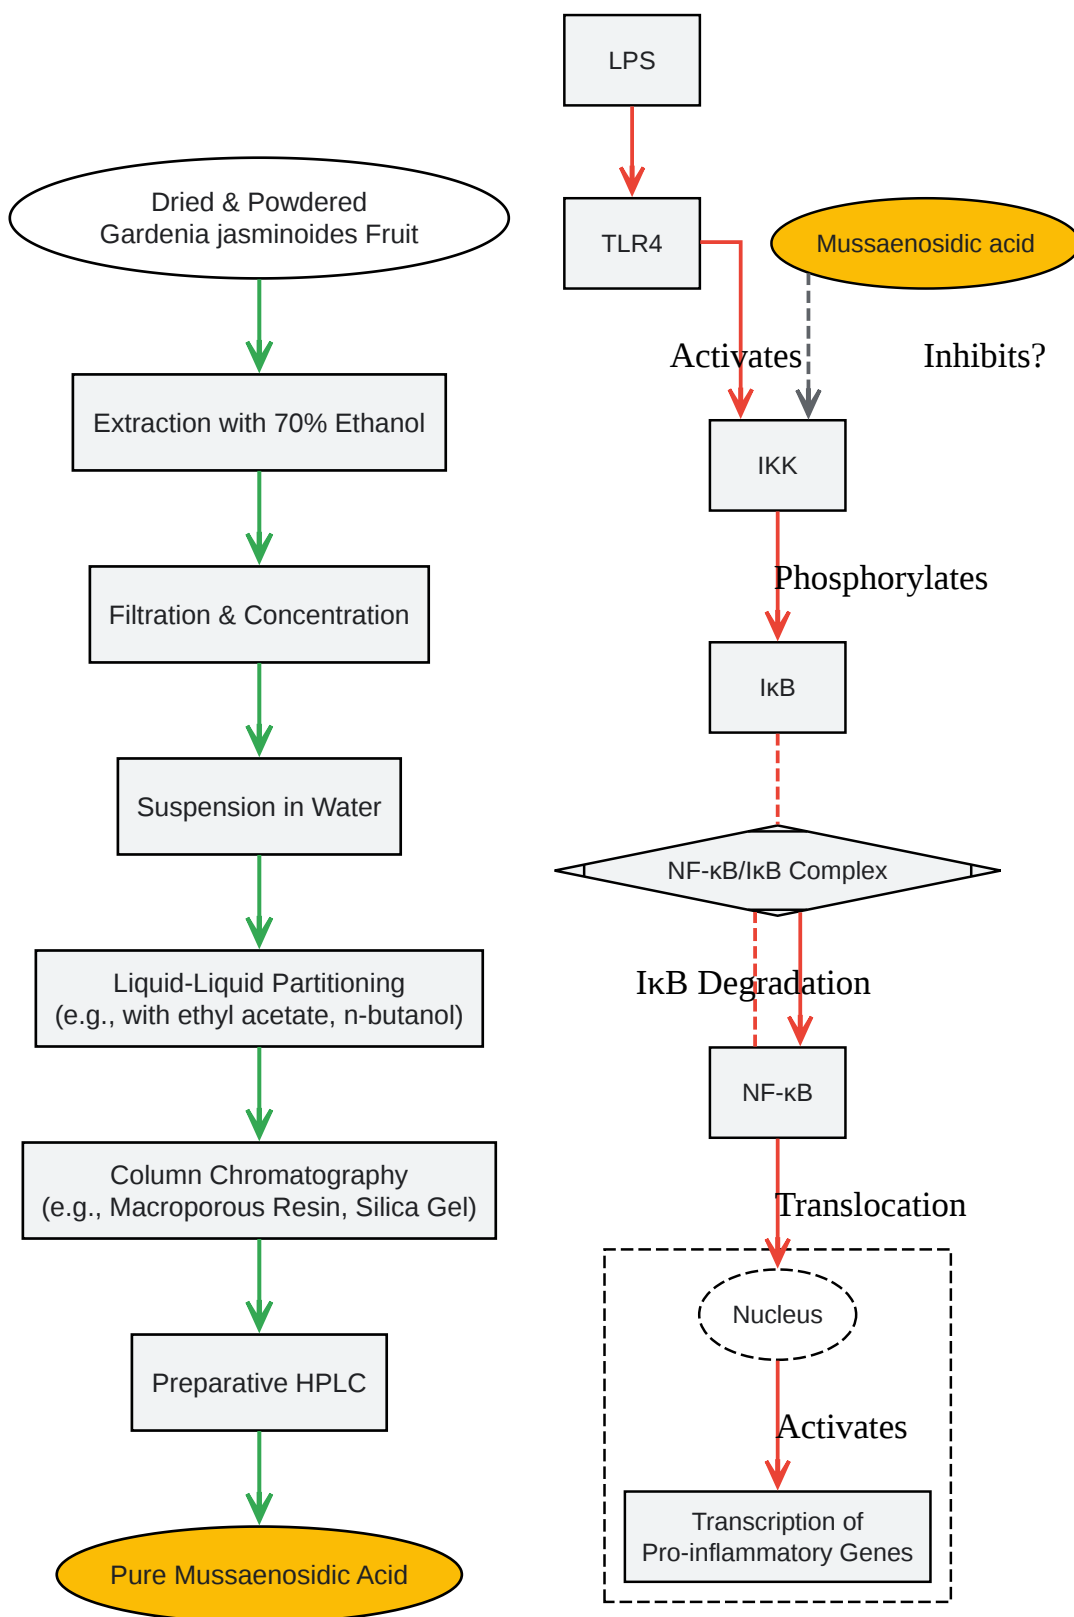 Dried & Powdered
Gardenia jasminoides Fruit
Extraction with 70% Ethanol
Filtration & Concentration
Suspension in Water
Liquid-Liquid Partitioning
(e.g., with ethyl acetate, n-butanol)
Column Chromatography
(e.g., Macroporous Resin, Silica Gel)
Preparative HPLC
Pure Mussaenosidic Acid
LPS
TLR4
Mussaenosidic acid
Activates
Inhibits?
IKK
Phosphorylates
IκB
NF-κB/IκB Complex
IκB Degradation
NF-κB
Translocation
Nucleus
Activates
Transcription of
Pro-inflammatory Genes